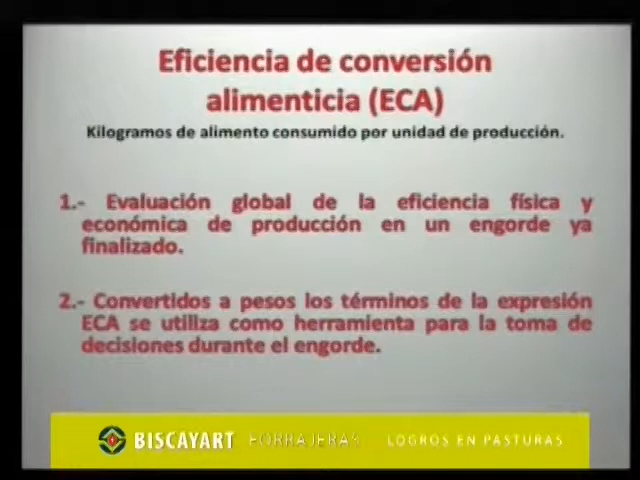 Eficiencia de conversión
alimenticia (ECA)
Kilogramos de alimento consumido por unidad de producción.
1.- Evaluación global de la eficiencia física y
económica de producción en un engorde ya
finalizado.
2.- Convertidos a pesos los términos de la expresión
ECA se utiliza como herramienta para la toma de
decisiones durante el engorde.
BISCAYART FORRAJERAS LOGROS EN PASTURAS